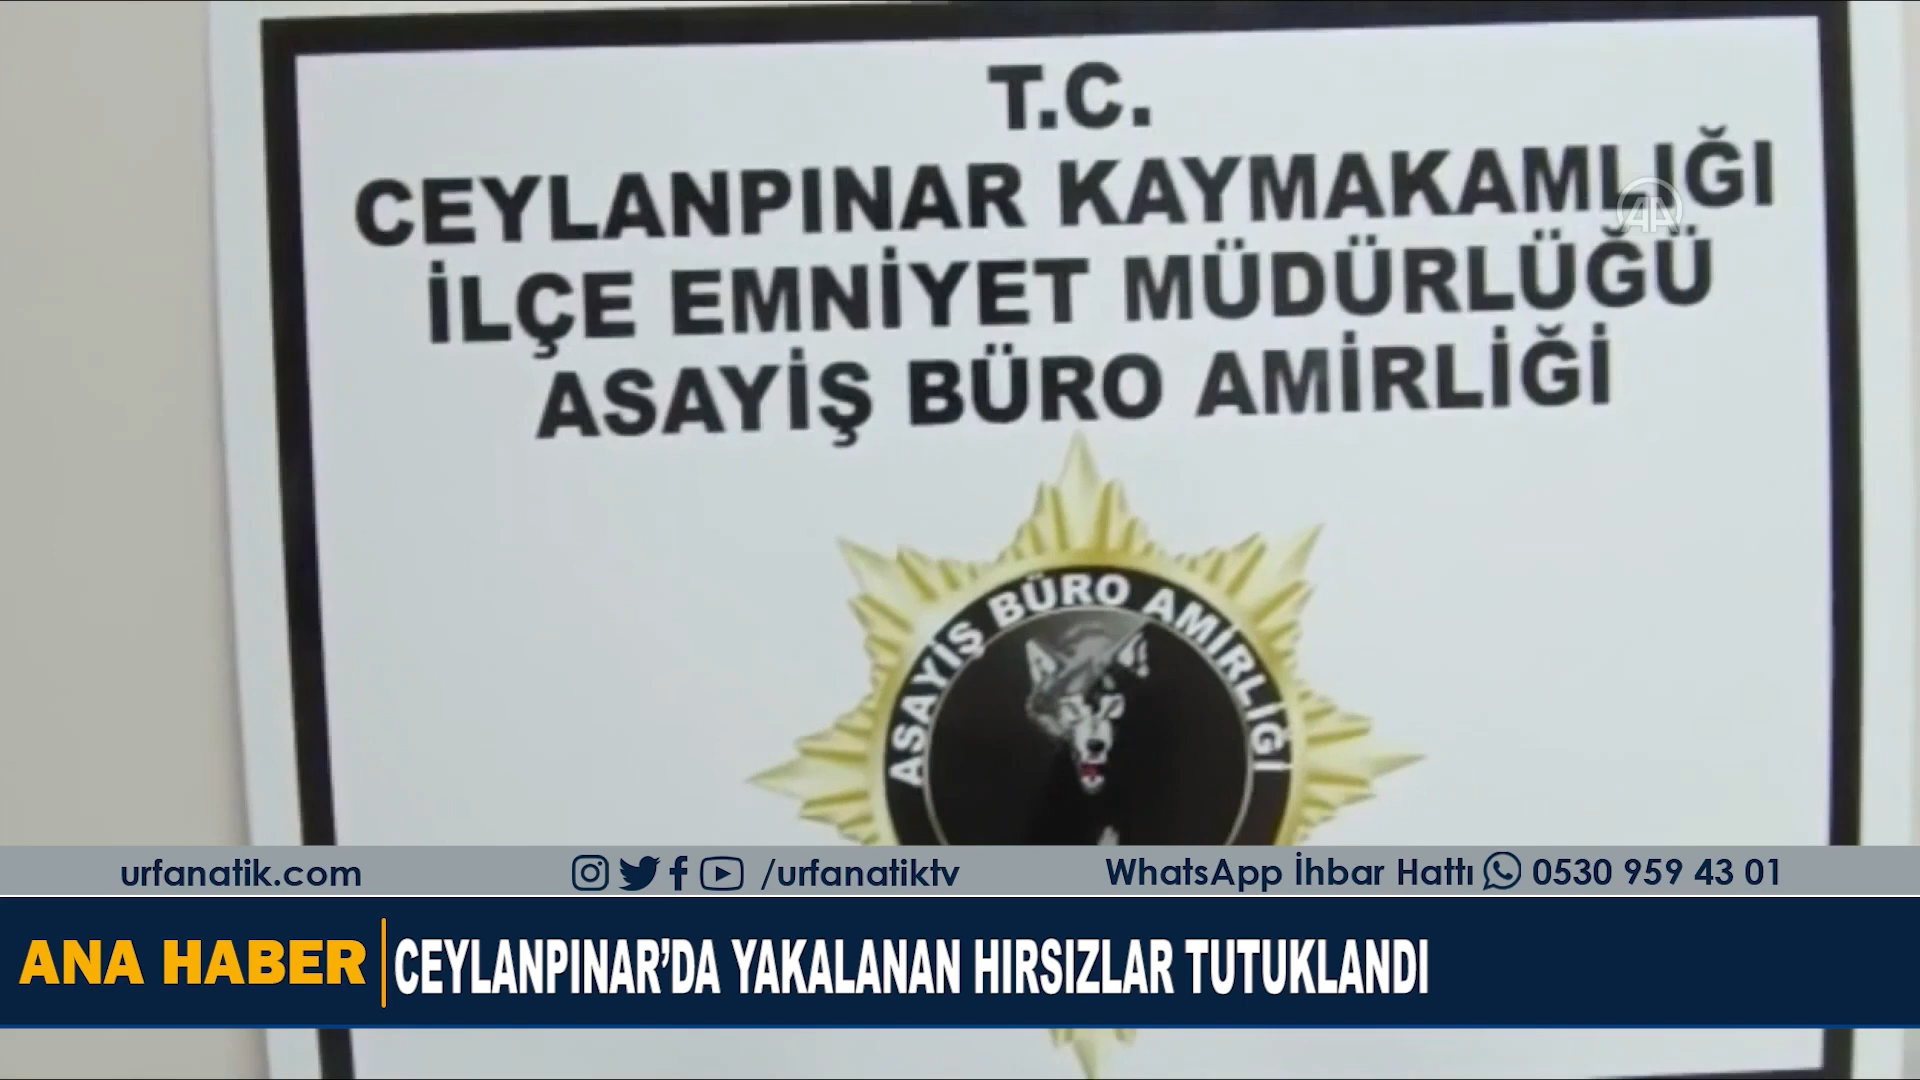 T.C.
CEYLANPINAR KAYMAKAMLIĞI
AA
İLÇE EMNİYET MÜDÜRLÜĞÜ
ASAYİŞ BÜRO AMİRLİĞİ
ASAYİŞ BÜRO AMİRLİĞİ
urfanatik.com /urfanatiktv WhatsApp İhbar Hattı 0530 959 43 01
ANA HABER CEYLANPINAR’DA YAKALANAN HIRSIZLAR TUTUKLANDI